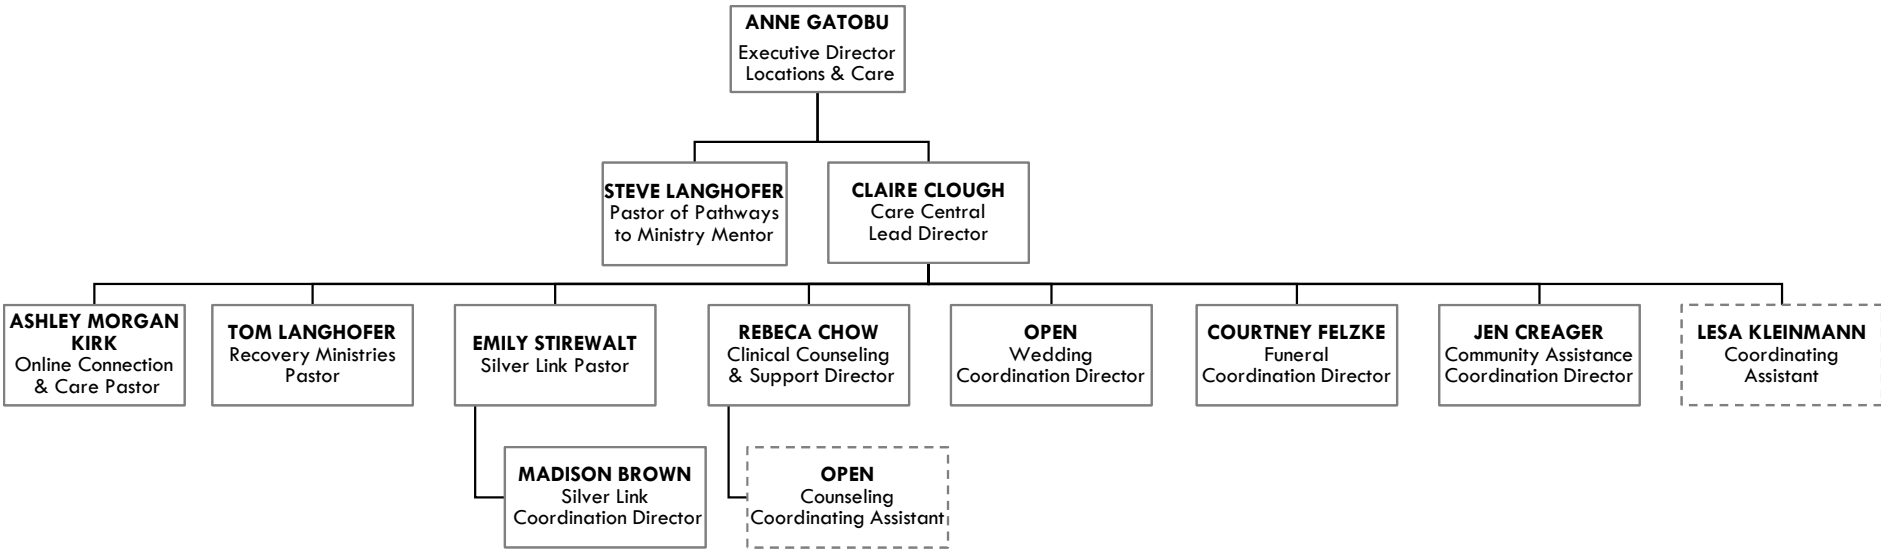 ANNE GATOBU
Executive Director
Locations & Care
STEVE LANGHOFER
Pastor of Pathways
to Ministry Mentor
CLAIRE CLOUGH
Care Central
Lead Director
ASHLEY MORGAN
KIRK
Online Connection
& Care Pastor
TOM LANGHOFER
Recovery Ministries
Pastor
EMILY STIREWALT
Silver Link Pastor
REBECA CHOW
Clinical Counseling
& Support Director
OPEN
Wedding
Coordination Director
COURTNEY FELZKE
Funeral
Coordination Director
JEN CREAGER
Community Assistance
Coordination Director
LESA KLEINMANN
Coordinating
Assistant
MADISON BROWN
Silver Link
Coordination Director
OPEN
Counseling
Coordinating Assistant